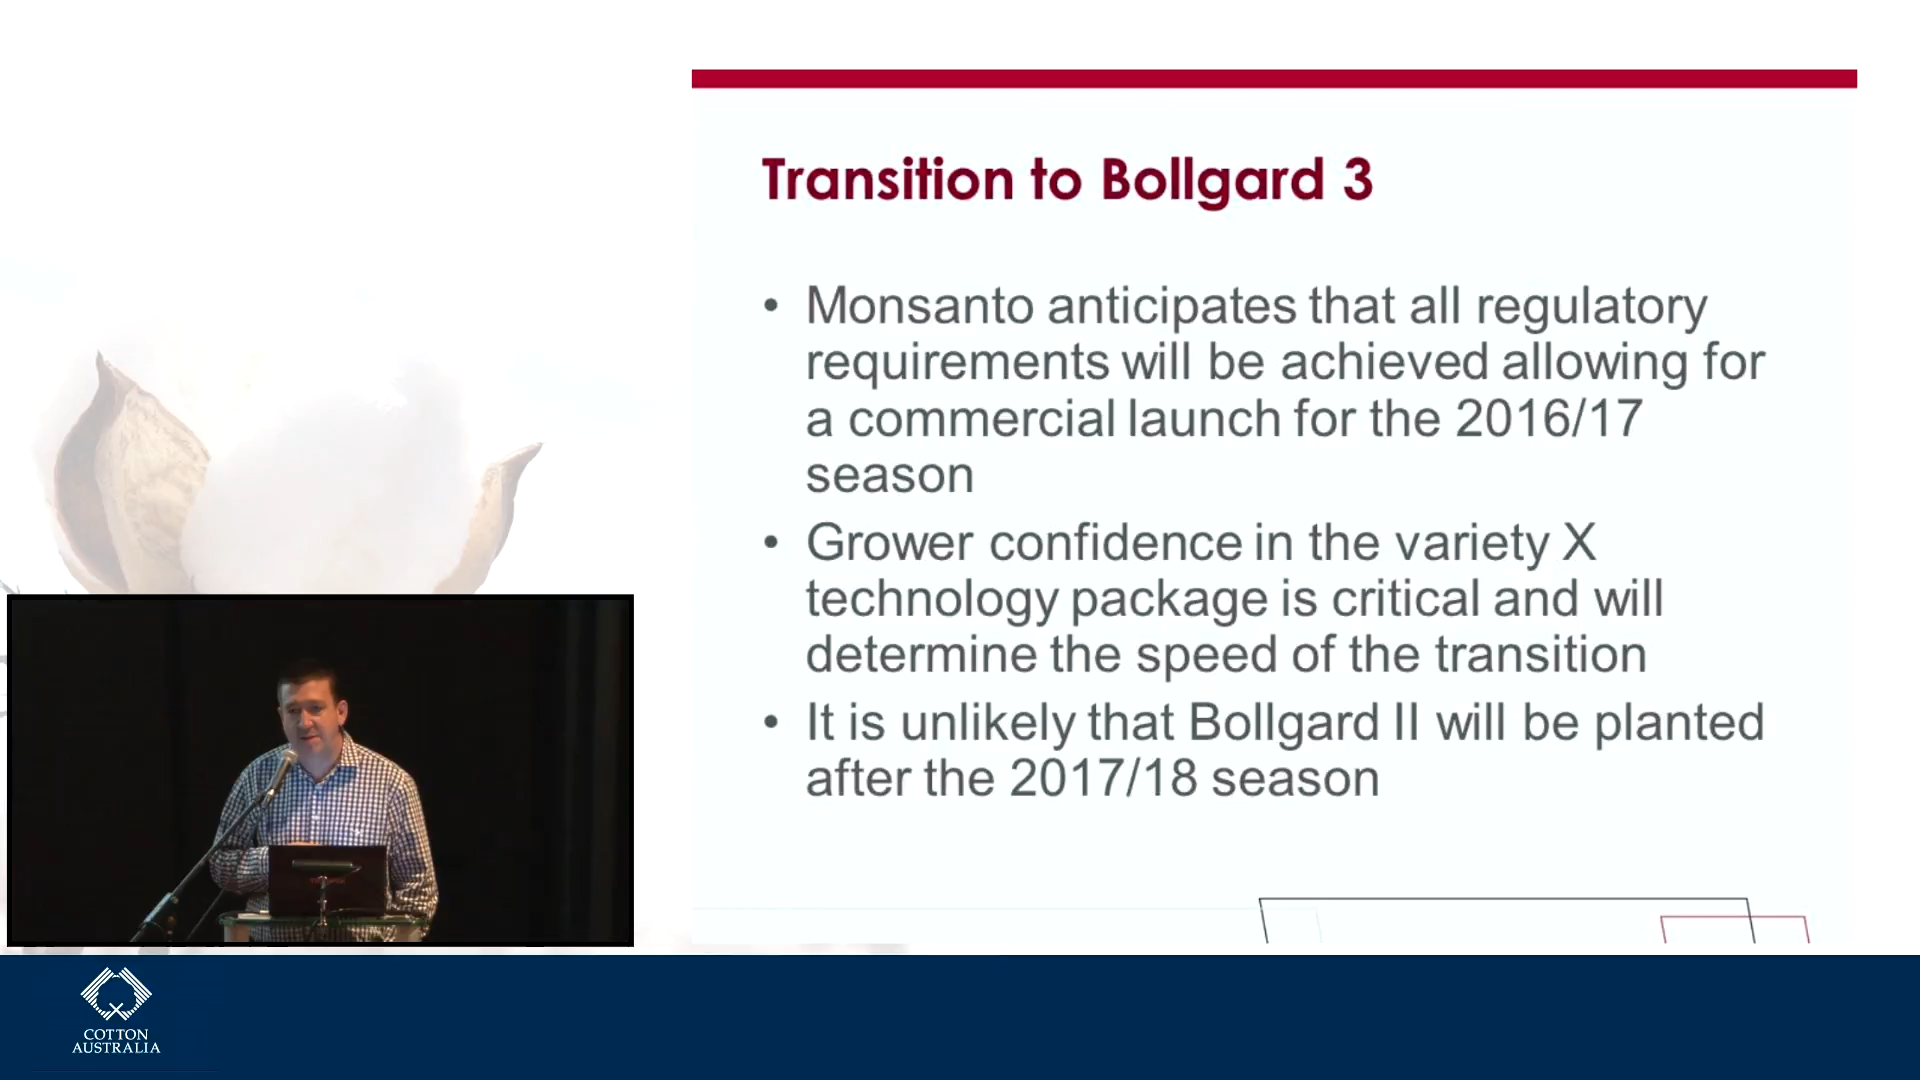 Transition to Bollgard 3
• Monsanto anticipates that all regulatory
requirements will be achieved allowing for
a commercial launch for the 2016/17
season
• Grower confidence in the variety X
technology package is critical and will
determine the speed of the transition
• It is unlikely that Bollgard II will be planted
after the 2017/18 season
COTTON
AUSTRALIA